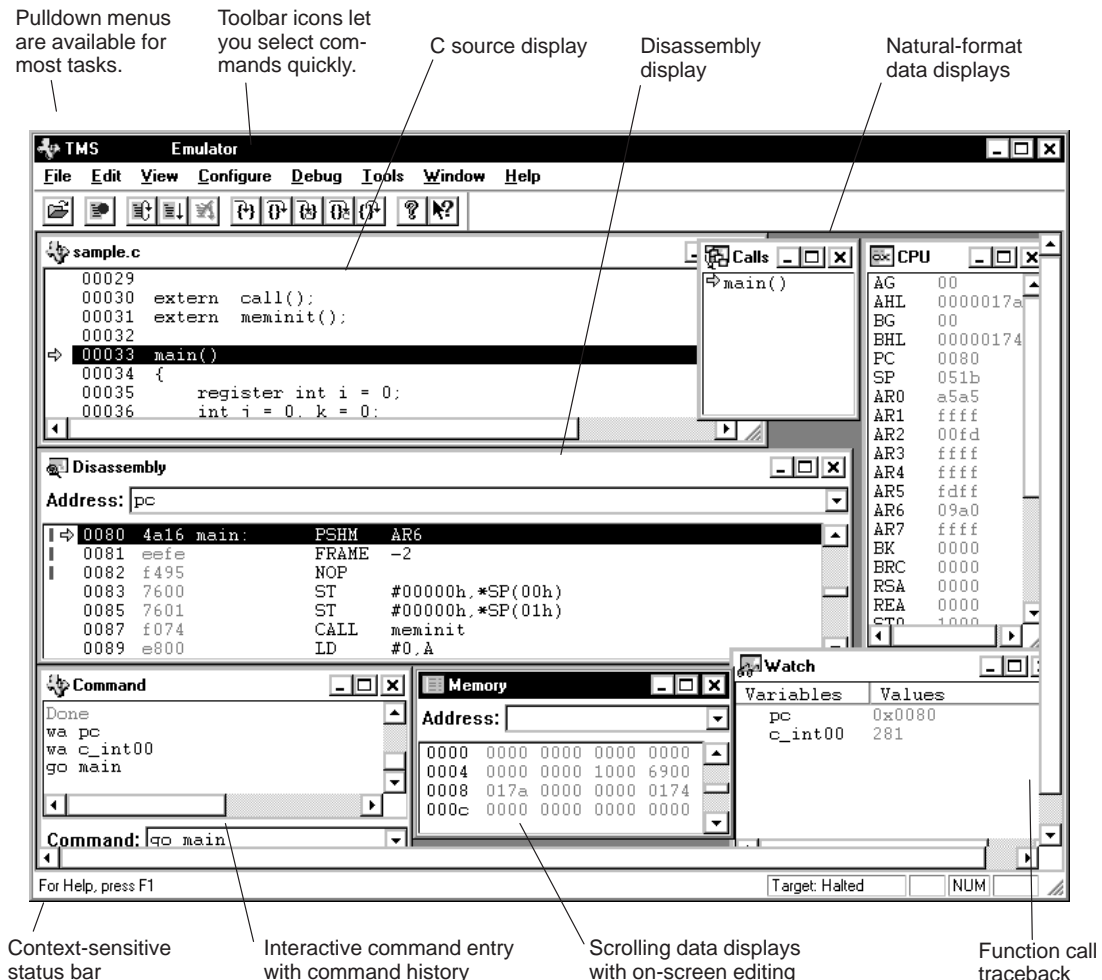 Pulldown menus
are available for
most tasks.
Toolbar icons let
you select com-
mands quickly.
C source display
Disassembly
display
Natural-format
data displays
TMS Emulator
File Edit View Configure Debug Tools Window Help
sample.c
00029
00030 extern call();
00031 extern meminit();
00032
00033 main()
00034 {
00035 register int i = 0;
00036 int j = 0, k = 0;
Calls
main()
CPU
AG 00
AHL 0000017a
BG 00
BHL 00000174
PC 0080
SP 051b
AR0 a5a5
AR1 ffff
AR2 00fd
AR3 ffff
AR4 ffff
AR5 fdff
AR6 09a0
AR7 ffff
BK 0000
BRC 0000
RSA 0000
REA 0000
ST0 1000
Disassembly
Address: pc
0080 4a16 main: PSHM AR6
0081 eefe FRAME -2
0082 f495 NOP
0083 7600 ST #00000h,*SP(00h)
0085 7601 ST #00000h,*SP(01h)
0087 f074 CALL meminit
0089 e800 LD #0,A
Command
Done
wa pc
wa c_int00
go main
Command: go main
Memory
Address:
0000 0000 0000 0000 0000
0004 0000 0000 1000 6900
0008 017a 0000 0000 0174
000c 0000 0000 0000 0000
Watch
Variables Values
pc 0x0080
c_int00 281
For Help, press F1
Target: Halted
NUM
Context-sensitive
status bar
Interactive command entry
with command history
Scrolling data displays
with on-screen editing
Function call
traceback